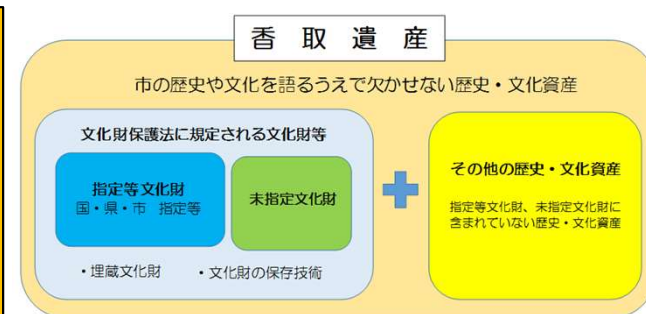 香 取 遺 産
市の歴史や文化を語るうえで欠かせない歴史・文化資産
文化財保護法に規定される文化財等
指定等文化財
国・県・市 指定等
未指定文化財
・埋蔵文化財 ・文化財の保存技術
その他の歴史・文化資産
指定等文化財、未指定文化財に
含まれていない歴史・文化資産